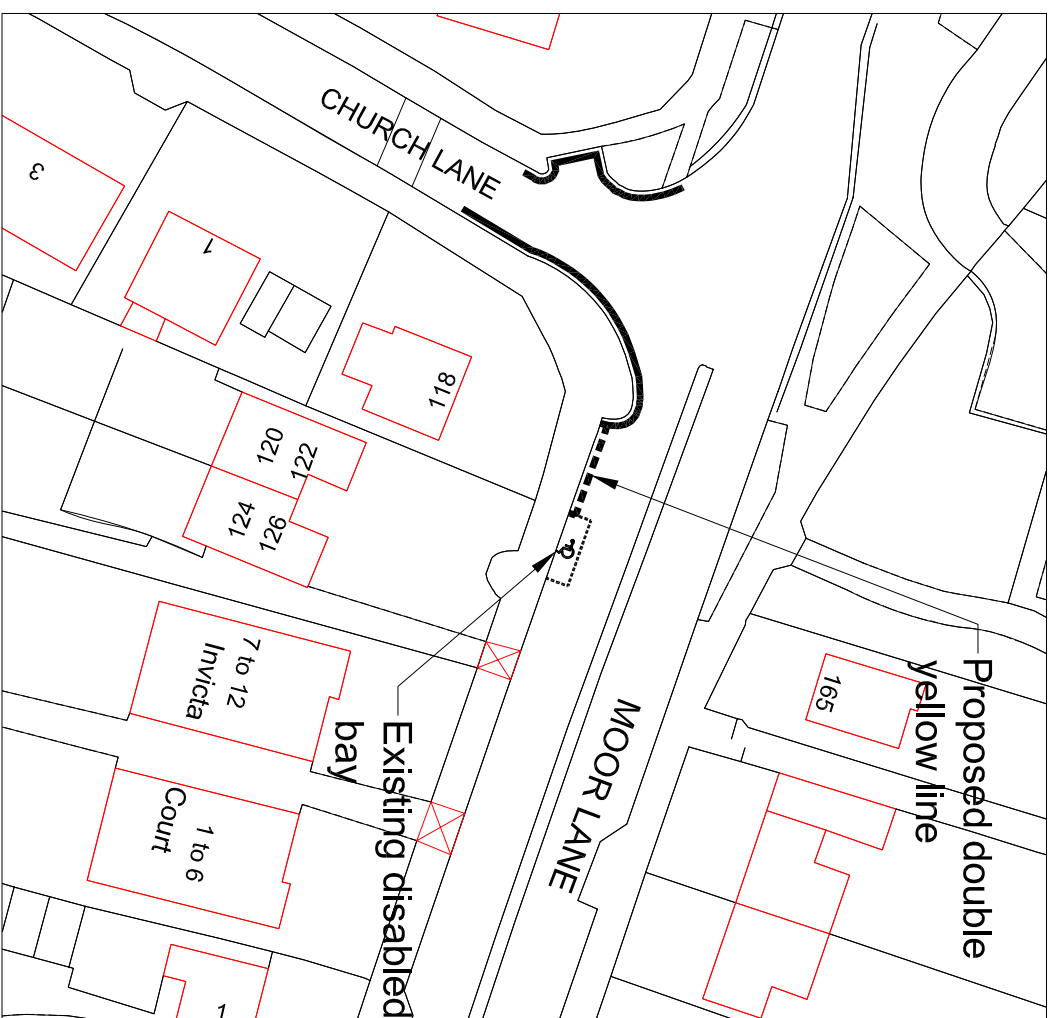 CHURCH LANE
3
1
118
120
122
124
126
7 to 12
Invicta
1 to 6
Court
1
165
MOOR LANE
Proposed double
yellow line
Existing disabled
bay